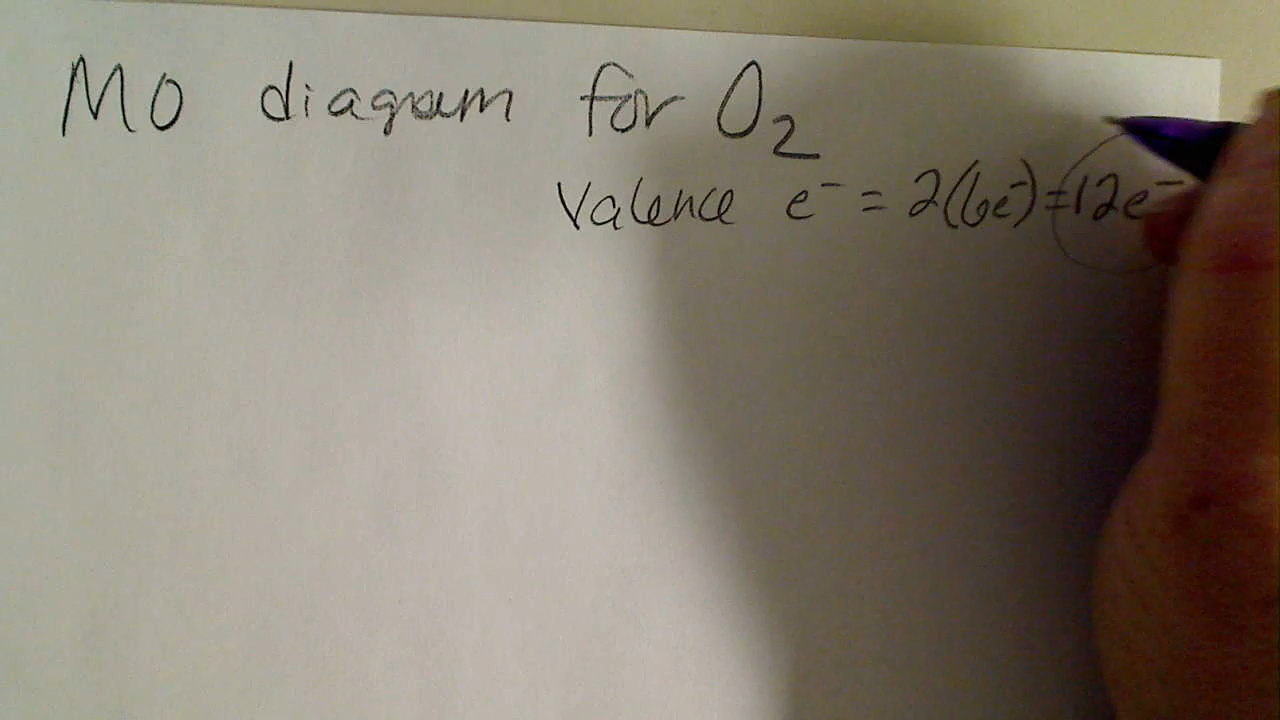 MO diagram for O₂
Valence e⁻ = 2(6e⁻) = 12e⁻